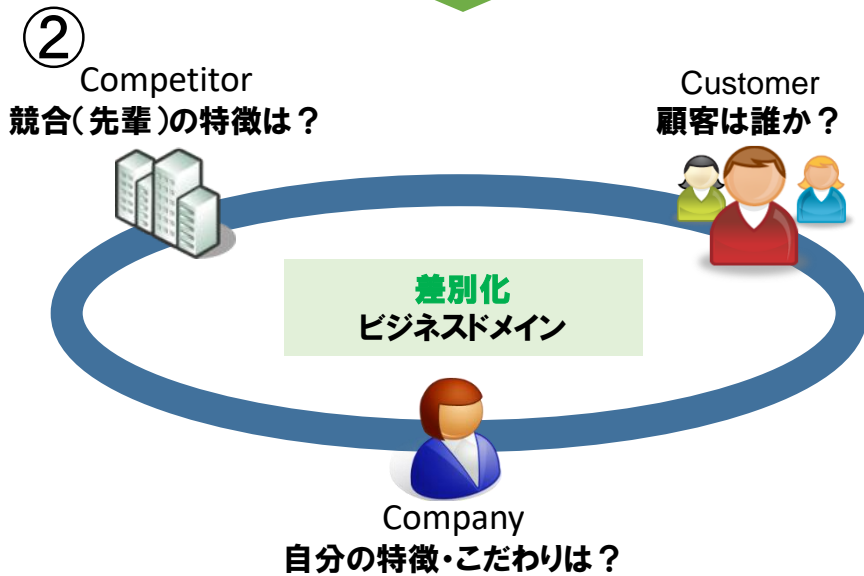 ②
Competitor
競合(先輩)の特徴は？
Customer
顧客は誰か？
差別化
ビジネスドメイン
Company
自分の特徴・こだわりは？